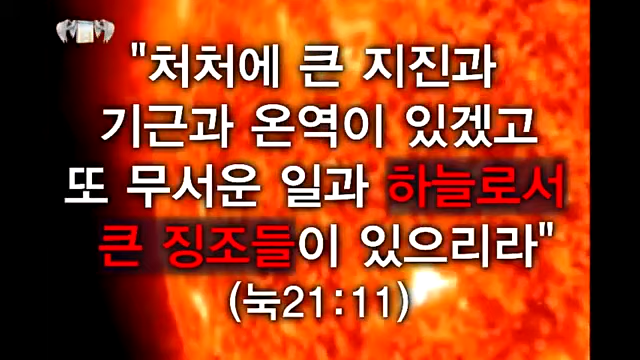 "처처에 큰 지진과
기근과 온역이 있겠고
또 무서운 일과 하늘로서
큰 징조들이 있으리라"
(눅21:11)